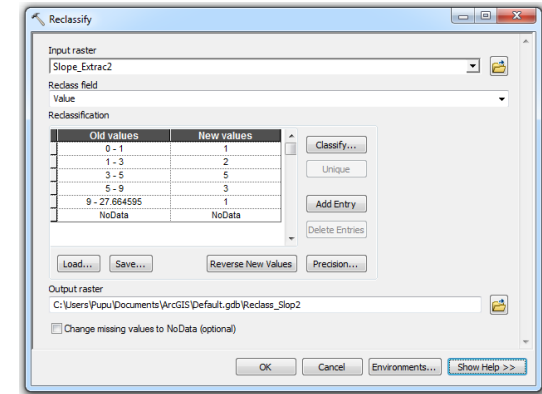 Reclassify
Input raster
Slope_Extrac2
Reclass field
Value
Reclassification
Old values New values
0 - 1 1
1 - 3 2
3 - 5 5
5 - 9 3
9 - 27.664595 1
NoData NoData
Classify...
Unique
Add Entry
Delete Entries
Load... Save... Reverse New Values Precision...
Output raster
C:\Users\Pupu\Documents\ArcGIS\Default.gdb\Reclass_Slop2
Change missing values to NoData (optional)
OK Cancel Environments... Show Help >>